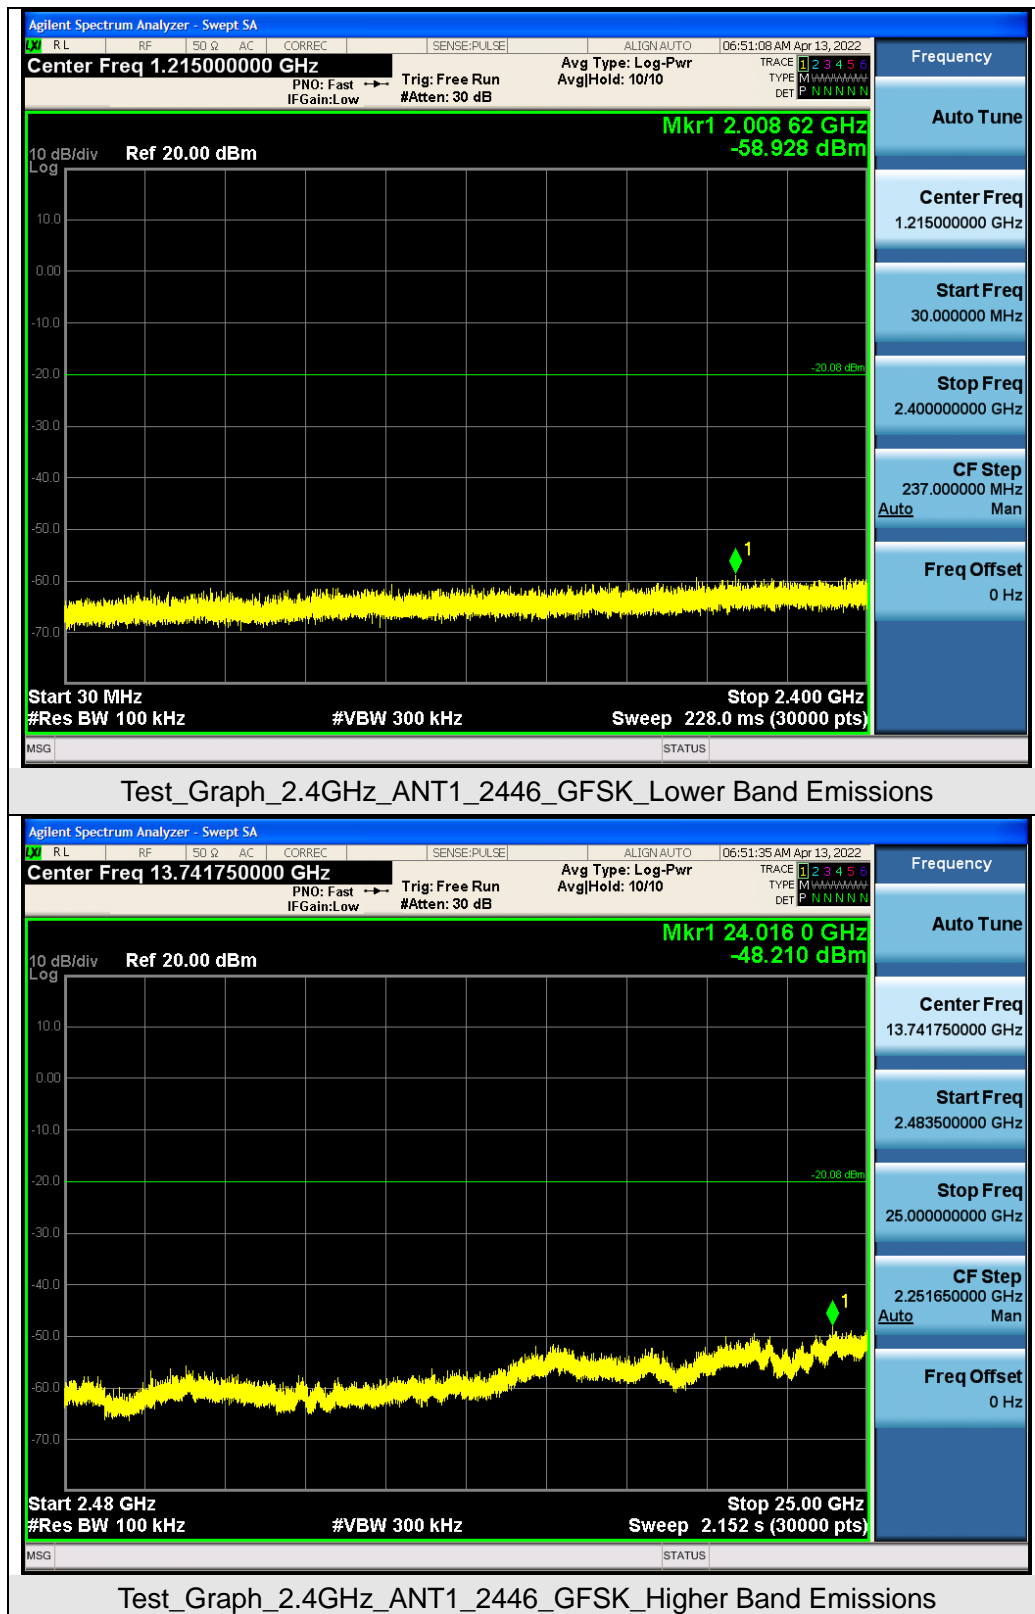 Agilent Spectrum Analyzer - Swept SA
LXI RL RF 50 Ω AC CORREC SENSE:PULSE ALIGN AUTO 06:51:08 AM Apr 13, 2022
Center Freq 1.215000000 GHz
PNO: Fast
IFGain:Low
Trig: Free Run
#Atten: 30 dB
Avg Type: Log-Pwr
Avg|Hold: 10/10
TRACE 1 2 3 4 5 6
TYPE M
DET P N N N N N
Mkr1 2.008 62 GHz
-58.928 dBm
10 dB/div Ref 20.00 dBm
Log
10.0
0.00
-10.0
-20.0
-20.08 dBm
-30.0
-40.0
-50.0
1
-60.0
-70.0
Start 30 MHz Stop 2.400 GHz
#Res BW 100 kHz #VBW 300 kHz Sweep 228.0 ms (30000 pts)
MSG STATUS
Frequency
Auto Tune
Center Freq
1.215000000 GHz
Start Freq
30.000000 MHz
Stop Freq
2.400000000 GHz
CF Step
237.000000 MHz
Auto Man
Freq Offset
0 Hz
Test_Graph_2.4GHz_ANT1_2446_GFSK_Lower Band Emissions
Agilent Spectrum Analyzer - Swept SA
LXI RL RF 50 Ω AC CORREC SENSE:PULSE ALIGN AUTO 06:51:35 AM Apr 13, 2022
Center Freq 13.741750000 GHz
PNO: Fast
IFGain:Low
Trig: Free Run
#Atten: 30 dB
Avg Type: Log-Pwr
Avg|Hold: 10/10
TRACE 1 2 3 4 5 6
TYPE M
DET P N N N N N
Mkr1 24.016 0 GHz
-48.210 dBm
10 dB/div Ref 20.00 dBm
Log
10.0
0.00
-10.0
-20.0
-20.08 dBm
-30.0
-40.0
1
-50.0
-60.0
-70.0
Start 2.48 GHz Stop 25.00 GHz
#Res BW 100 kHz #VBW 300 kHz Sweep 2.152 s (30000 pts)
MSG STATUS
Frequency
Auto Tune
Center Freq
13.741750000 GHz
Start Freq
2.483500000 GHz
Stop Freq
25.000000000 GHz
CF Step
2.251650000 GHz
Auto Man
Freq Offset
0 Hz
Test_Graph_2.4GHz_ANT1_2446_GFSK_Higher Band Emissions